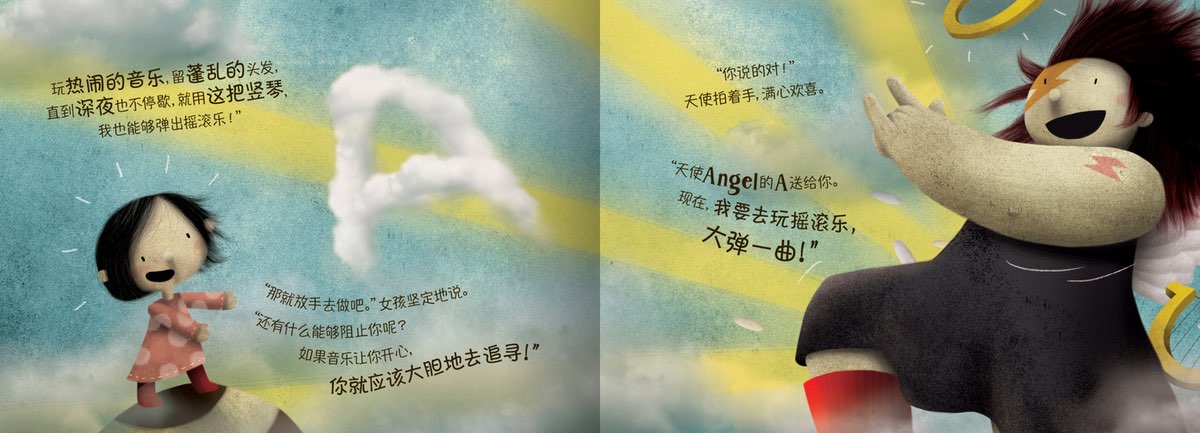 玩热闹的音乐,留蓬乱的头发,
直到深夜也不停歇,就用这把竖琴,
我也能够弹出摇滚乐!”
“那就放手去做吧。”女孩坚定地说。
“还有什么能够阻止你呢?
如果音乐让你开心,
你就应该大胆地去追寻!”
“你说的对!”
天使拍着手,满心欢喜。
“天使Angel的A送给你。
现在,我要去玩摇滚乐,
大弹一曲!”
A